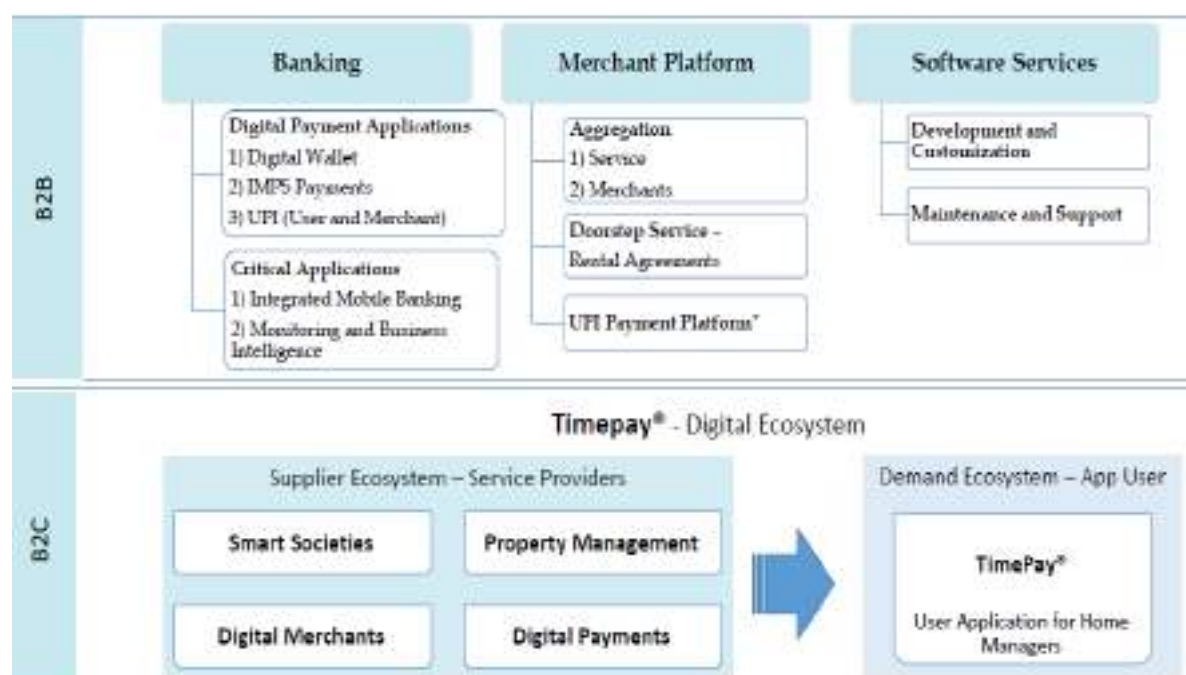 B2B
Banking
Digital Payment Applications
1) Digital Wallet
2) IMPS Payments
3) UPI (User and Merchant)
Critical Applications
1) Integrated Mobile Banking
2) Monitoring and Business
Intelligence
Merchant Platform
Aggregation
1) Service
2) Merchants
Doorstep Service –
Rental Agreements
UPI Payment Platform*
Software Services
Development and
Customization
Maintenance and Support
B2C
Timepay® - Digital Ecosystem
Supplier Ecosystem – Service Providers
Smart Societies
Property Management
Digital Merchants
Digital Payments
Demand Ecosystem – App User
TimePay®
User Application for Home
Managers